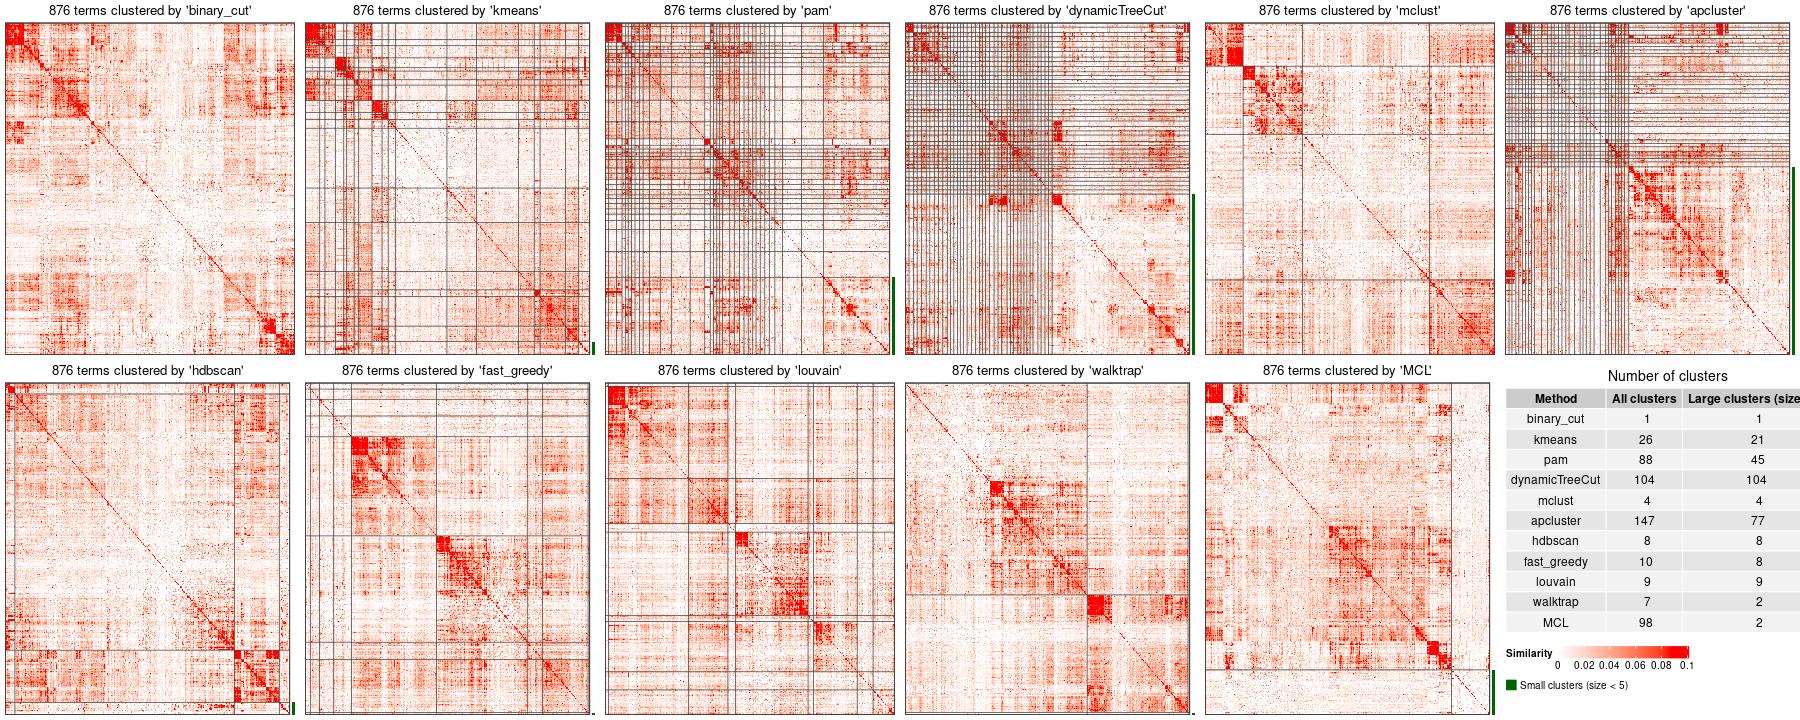 876 terms clustered by 'binary_cut'
876 terms clustered by 'kmeans'
876 terms clustered by 'pam'
876 terms clustered by 'dynamicTreeCut'
876 terms clustered by 'mclust'
876 terms clustered by 'apcluster'
876 terms clustered by 'hdbscan'
876 terms clustered by 'fast_greedy'
876 terms clustered by 'louvain'
876 terms clustered by 'walktrap'
876 terms clustered by 'MCL'
Number of clusters
Method All clusters Large clusters (size
binary_cut 1 1
kmeans 26 21
pam 88 45
dynamicTreeCut 104 104
mclust 4 4
apcluster 147 77
hdbscan 8 8
fast_greedy 10 8
louvain 9 9
walktrap 7 2
MCL 98 2
Similarity
0 0.02 0.04 0.06 0.08 0.1
Small clusters (size < 5)